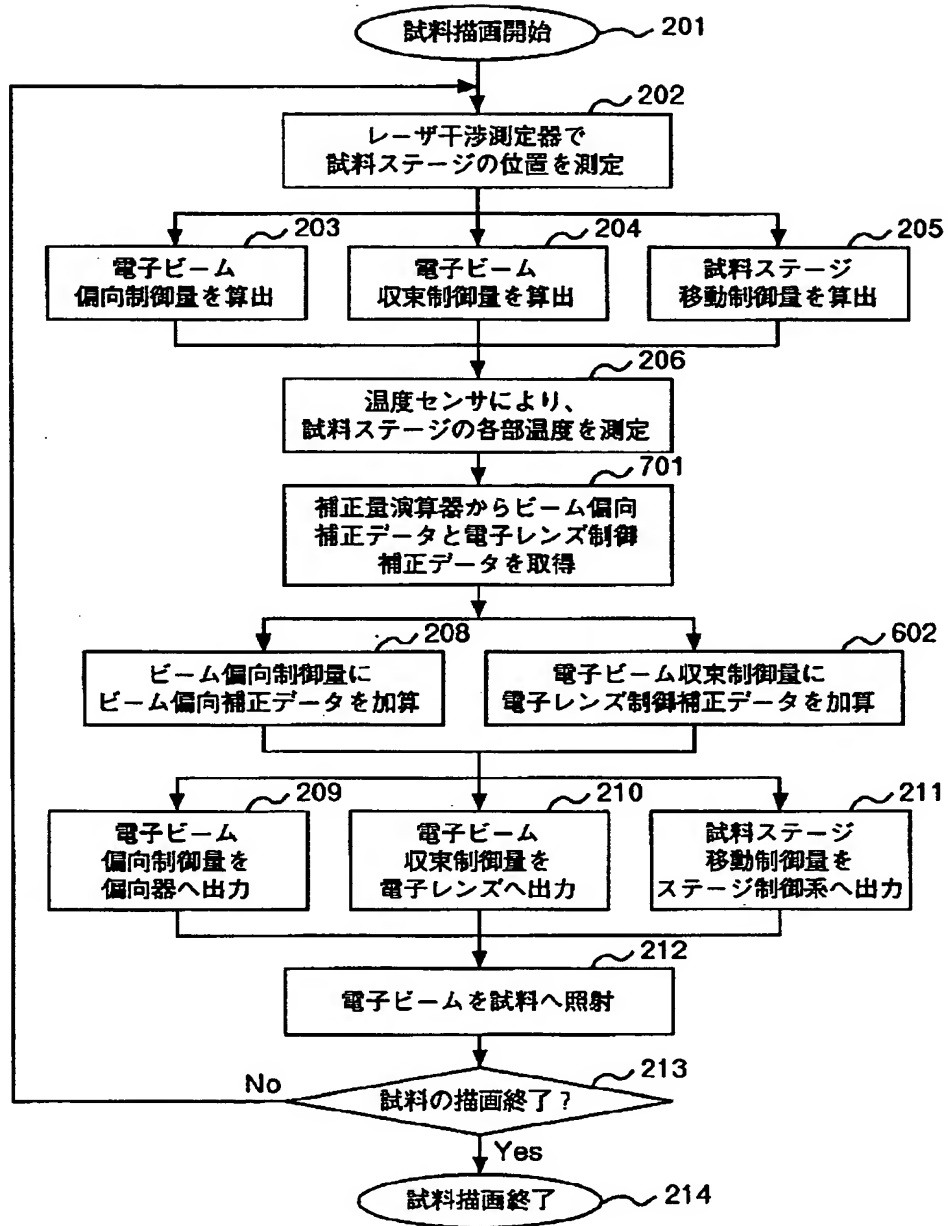 試料描画開始
201
202
レーザ干渉測定器で
試料ステージの位置を測定
203
電子ビーム
偏向制御量を算出
204
電子ビーム
収束制御量を算出
205
試料ステージ
移動制御量を算出
206
温度センサにより、
試料ステージの各部温度を測定
701
補正量演算器からビーム偏向
補正データと電子レンズ制御
補正データを取得
208
ビーム偏向制御量に
ビーム偏向補正データを加算
602
電子ビーム収束制御量に
電子レンズ制御補正データを加算
209
電子ビーム
偏向制御量を
偏向器へ出力
210
電子ビーム
収束制御量を
電子レンズへ出力
211
試料ステージ
移動制御量を
ステージ制御系へ出力
212
電子ビームを試料へ照射
213
No
試料の描画終了？
Yes
試料描画終了
214